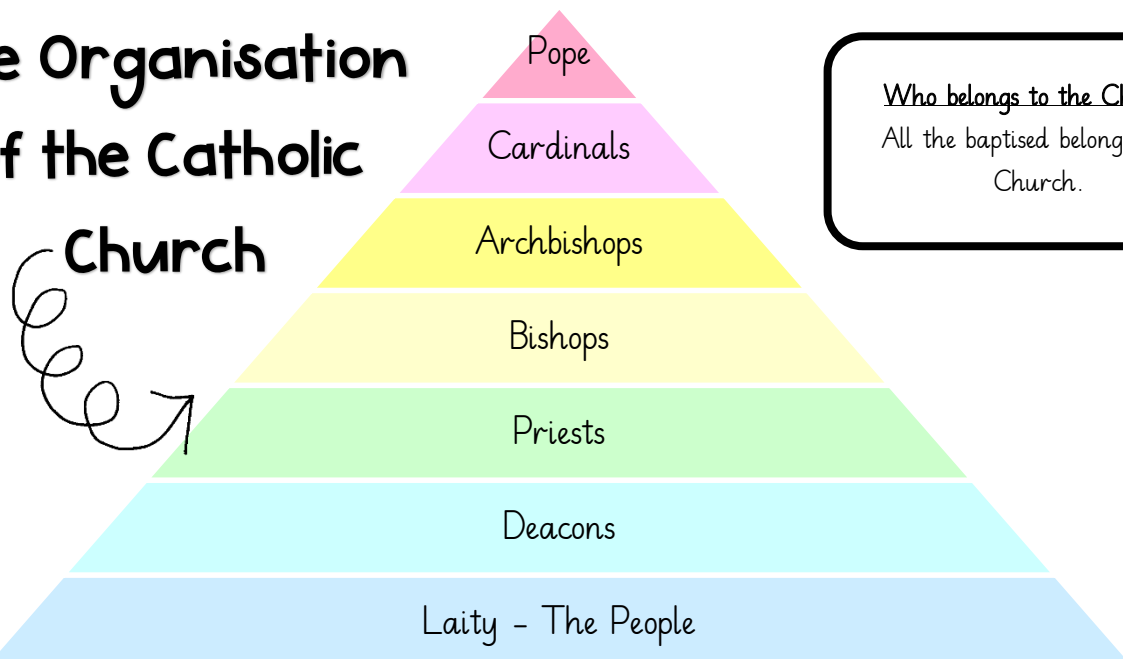 e Organisation
f the Catholic
Church
Pope
Cardinals
Archbishops
Bishops
Priests
Deacons
Laity - The People
Who belongs to the
All the baptised belong
Church.